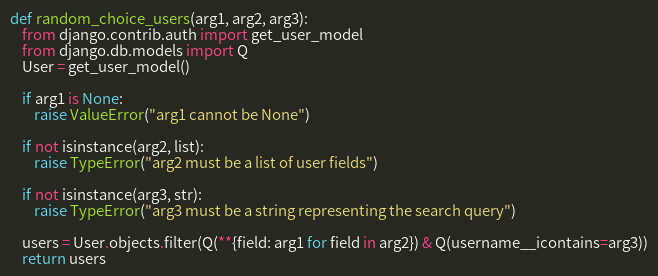 def random_choice_users(arg1, arg2, arg3):
    from django.contrib.auth import get_user_model
    from django.db.models import Q
    User = get_user_model()

    if arg1 is None:
        raise ValueError("arg1 cannot be None")

    if not isinstance(arg2, list):
        raise TypeError("arg2 must be a list of user fields")

    if not isinstance(arg3, str):
        raise TypeError("arg3 must be a string representing the search query")

    users = User.objects.filter(Q(**{field: arg1 for field in arg2}) & Q(username__icontains=arg3))
    return users